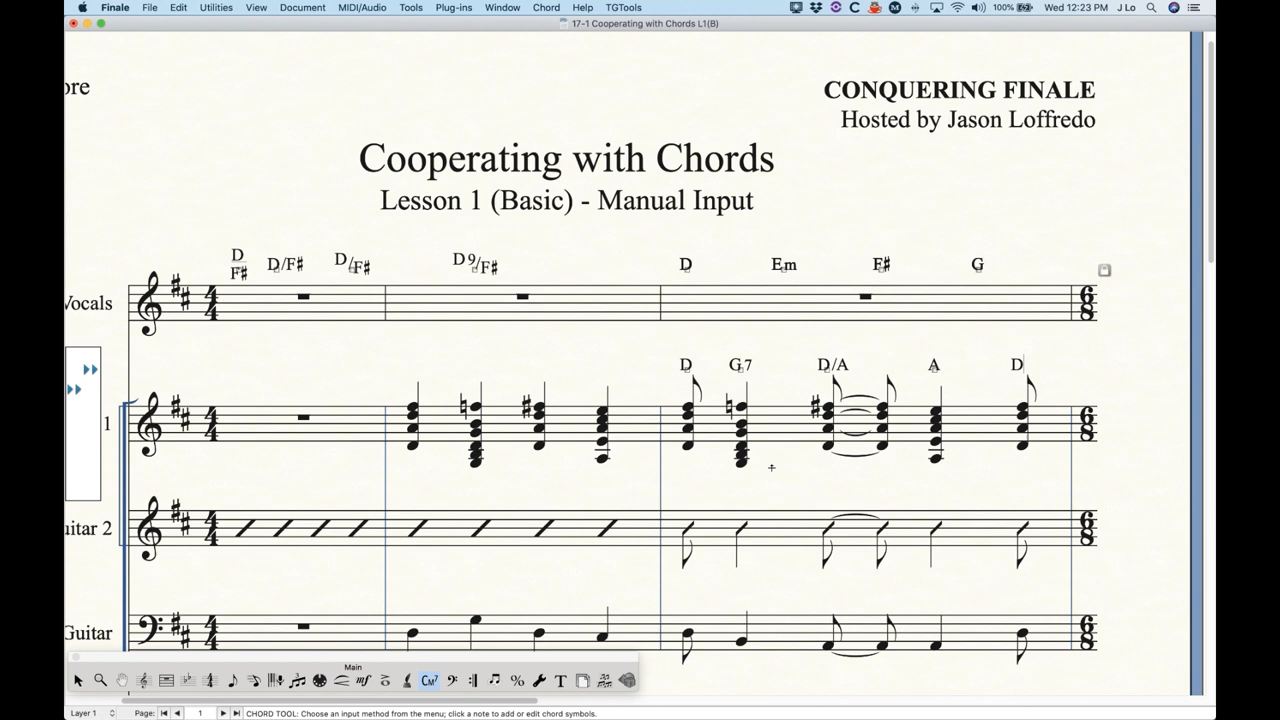 Finale File Edit Utilities View Document MIDI/Audio Tools Plug-ins Window Chord Help TGTools 100% Wed 12:23 PM J Lo
17-1 Cooperating with Chords L1(B)
ore
CONQUERING FINALE
Hosted by Jason Loffredo
Cooperating with Chords
Lesson 1 (Basic) - Manual Input
D/F♯ D/F♯ D/F♯ D9/F♯ D Em F♯ G
Vocals
D G7 D/A A D
1
uitar 2
Guitar
Main
CM7
mf
T
Layer 1 Page: 1 CHORD TOOL: Choose an input method from the menu; click a note to add or edit chord symbols.